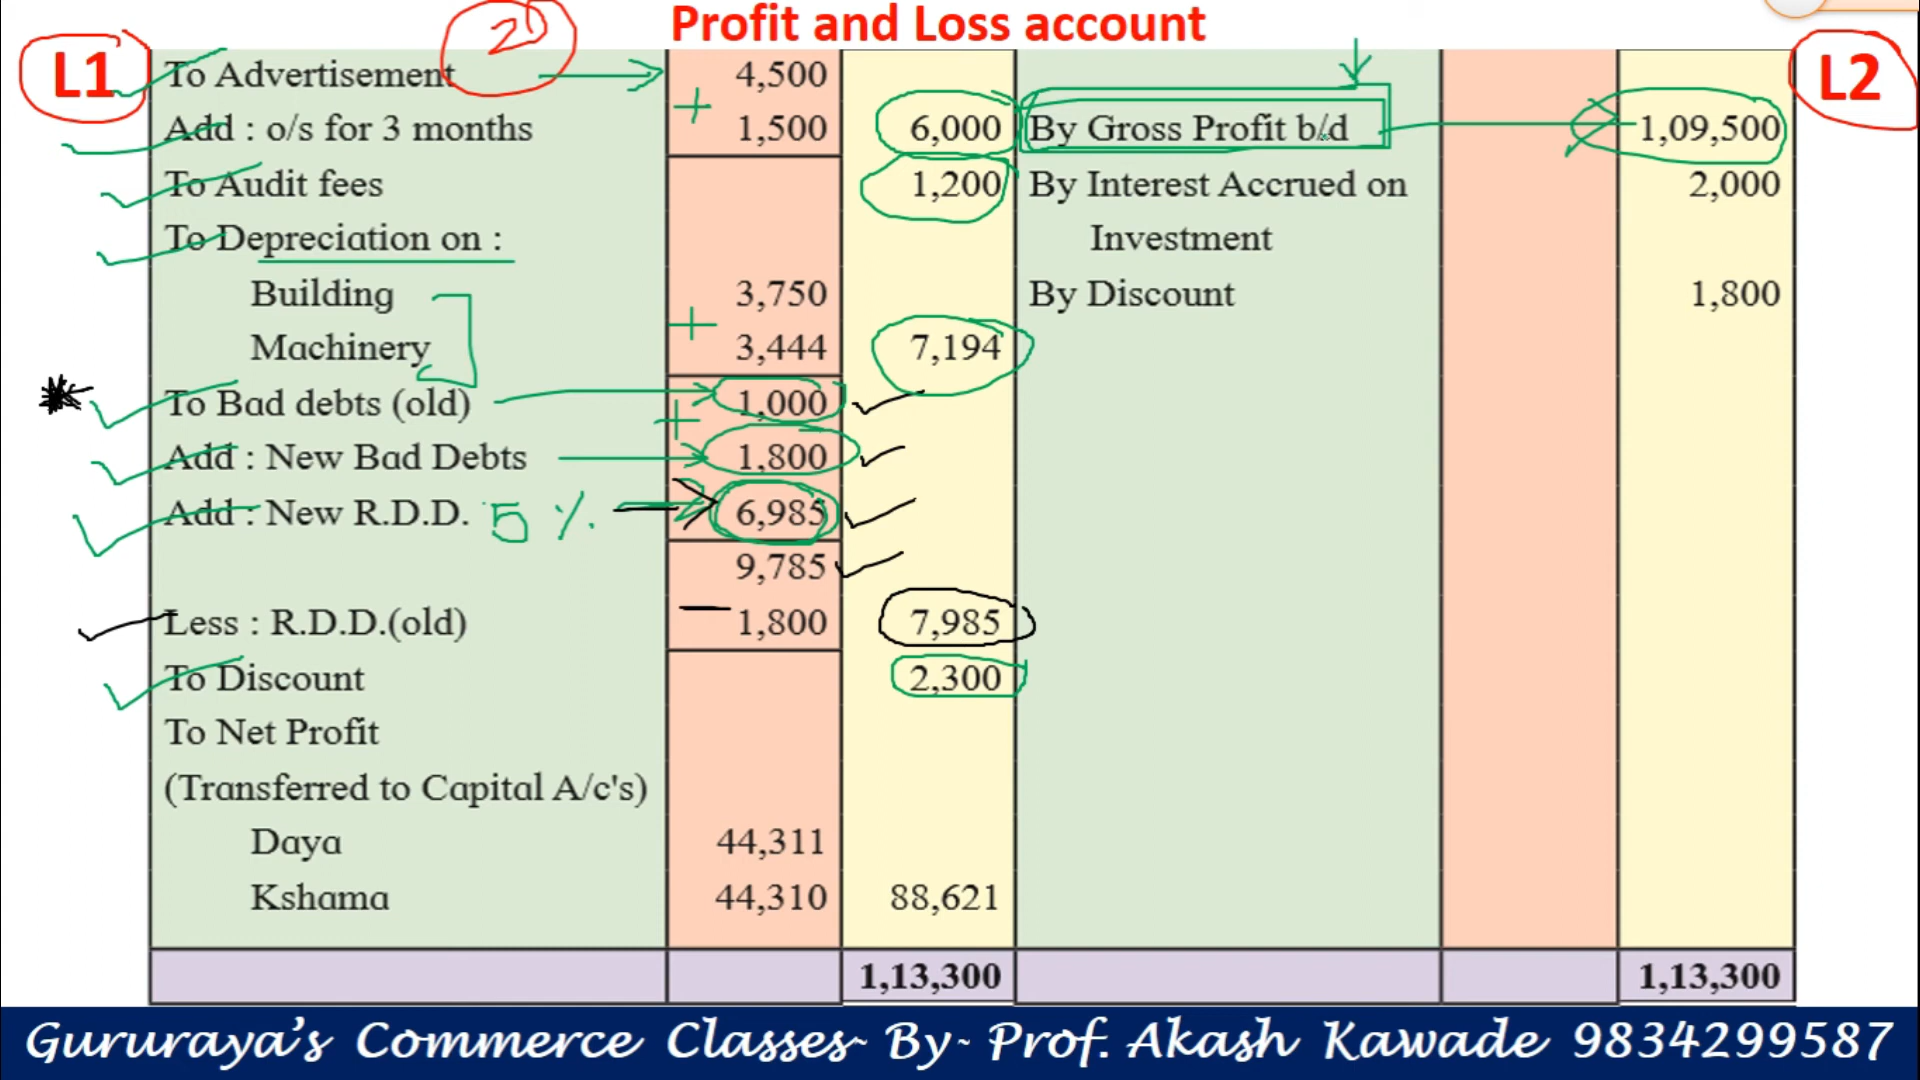 Profit and Loss account
L1
2
L2
To Advertisement 4,500
Add : o/s for 3 months 1,500 6,000 By Gross Profit b/d 1,09,500
To Audit fees 1,200 By Interest Accrued on 2,000
To Depreciation on : Investment
Building 3,750 By Discount 1,800
Machinery 3,444 7,194
To Bad debts (old) 1,000
Add : New Bad Debts 1,800
Add : New R.D.D. 5 % 6,985
9,785
Less : R.D.D.(old) 1,800 7,985
To Discount 2,300
To Net Profit
(Transferred to Capital A/c's)
Daya 44,311
Kshama 44,310 88,621
1,13,300 1,13,300
Gururaya's Commerce Classes- By- Prof. Akash Kawade 9834299587